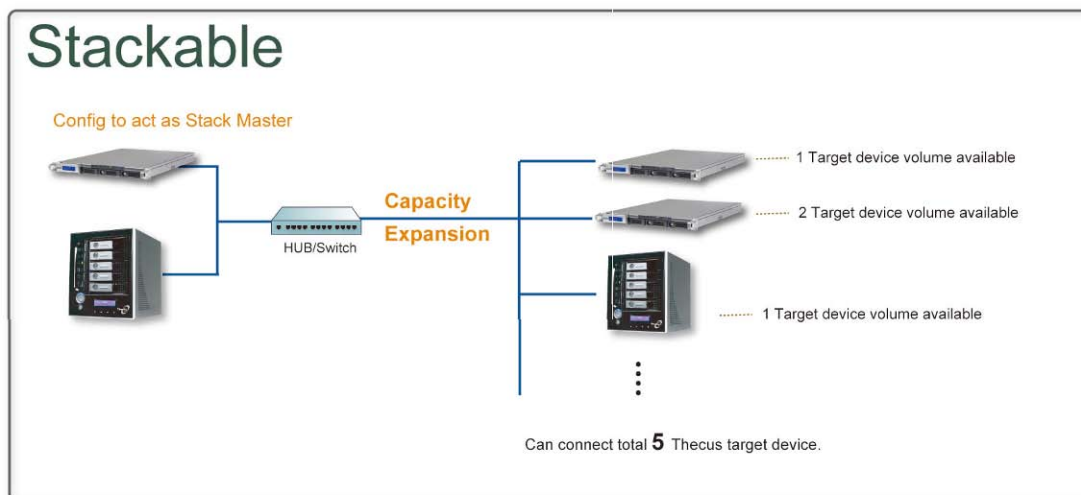 Stackable
Config to act as Stack Master
HUB/Switch
Capacity
Expansion
1 Target device volume available
2 Target device volume available
1 Target device volume available
Can connect total 5 Thecus target device.